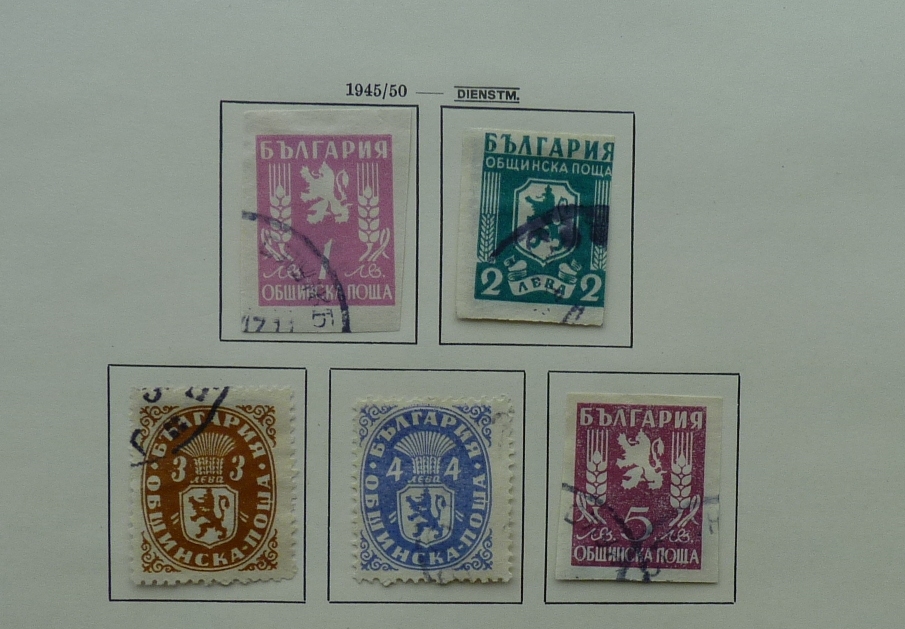 1945/50 — DIENSTM.
БЪЛГАРИЯ
1
ЛВ. ЛВ.
ОБЩИНСКА ПОЩА
БЪЛГАРИЯ
ОБЩИНСКА ПОЩА
2 ЛЕВА 2
БЪЛГАРИЯ
3 3
ЛЕВА
ОБЩИНСКА·ПОЩА
БЪЛГАРИЯ
4 4
ЛЕВА
ОБЩИНСКА·ПОЩА
БЪЛГАРИЯ
5
ЛВ. ЛВ.
ОБЩИНСКА ПОЩА